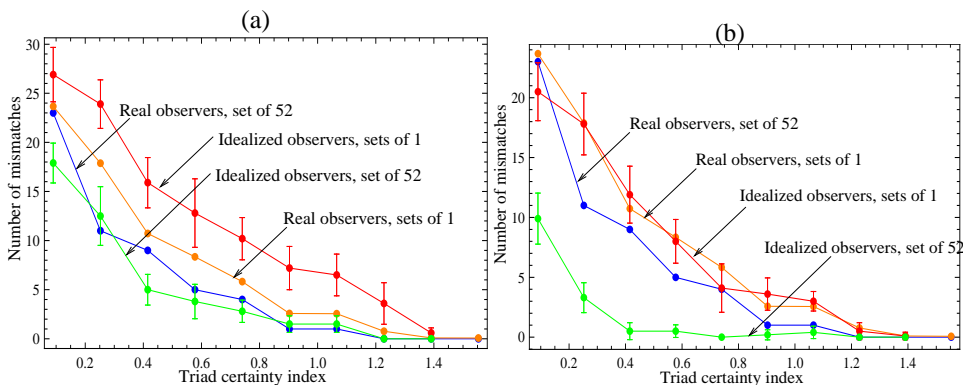 (a)
Number of mismatches
30
25
20
15
10
5
0
Real observers, set of 52
Idealized observers, sets of 1
Idealized observers, set of 52
Real observers, sets of 1
0.2 0.4 0.6 0.8 1.0 1.2 1.4
Triad certainty index
(b)
Number of mismatches
20
15
10
5
0
Real observers, set of 52
Real observers, sets of 1
Idealized observers, sets of 1
Idealized observers, set of 52
0.2 0.4 0.6 0.8 1.0 1.2 1.4
Triad certainty index